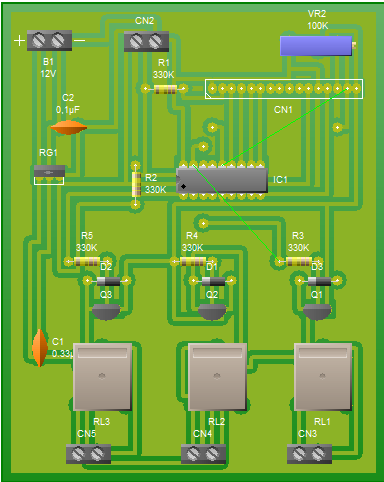 + -
B1
12V
CN2
VR2
100K
R1
330K
CN1
C2
0,1µF
RG1
R2
330K
IC1
R5
330K
D2
Q3
R4
330K
D1
Q2
R3
330K
D3
Q1
C1
0,33µ
RL3
CN5
RL2
CN4
RL1
CN3